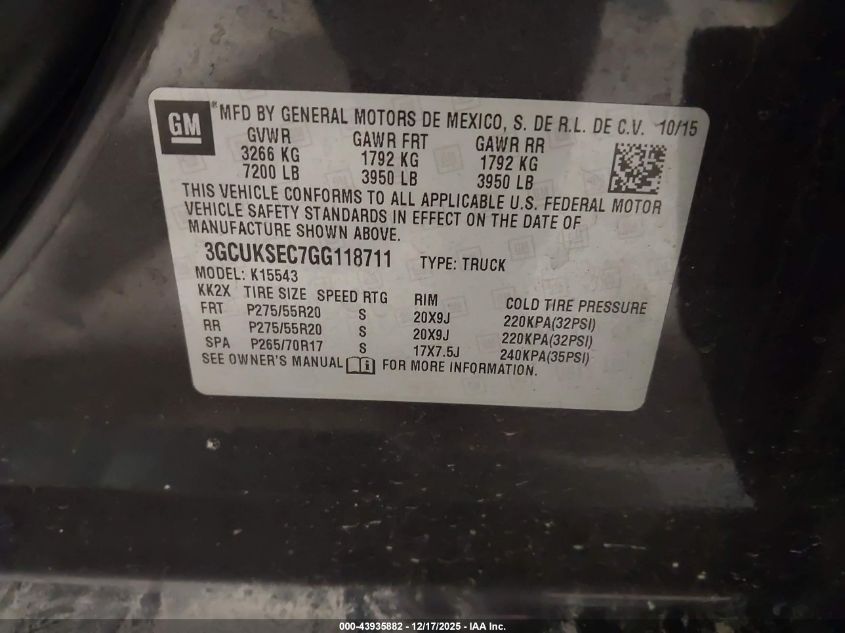 GM
MFD BY GENERAL MOTORS DE MEXICO, S. DE R.L. DE C.V. 10/15
GVWR GAWR FRT GAWR RR
3266 KG 1792 KG 1792 KG
7200 LB 3950 LB 3950 LB
THIS VEHICLE CONFORMS TO ALL APPLICABLE U.S. FEDERAL MOTOR
VEHICLE SAFETY STANDARDS IN EFFECT ON THE DATE OF
MANUFACTURE SHOWN ABOVE.
3GCUKSEC7GG118711 TYPE: TRUCK
MODEL: K15543
KK2X TIRE SIZE SPEED RTG RIM COLD TIRE PRESSURE
FRT P275/55R20 S 20X9J 220KPA(32PSI)
RR P275/55R20 S 20X9J 220KPA(32PSI)
SPA P265/70R17 S 17X7.5J 240KPA(35PSI)
SEE OWNER'S MANUAL FOR MORE INFORMATION.
000-43935882 - 12/17/2025 - IAA Inc.